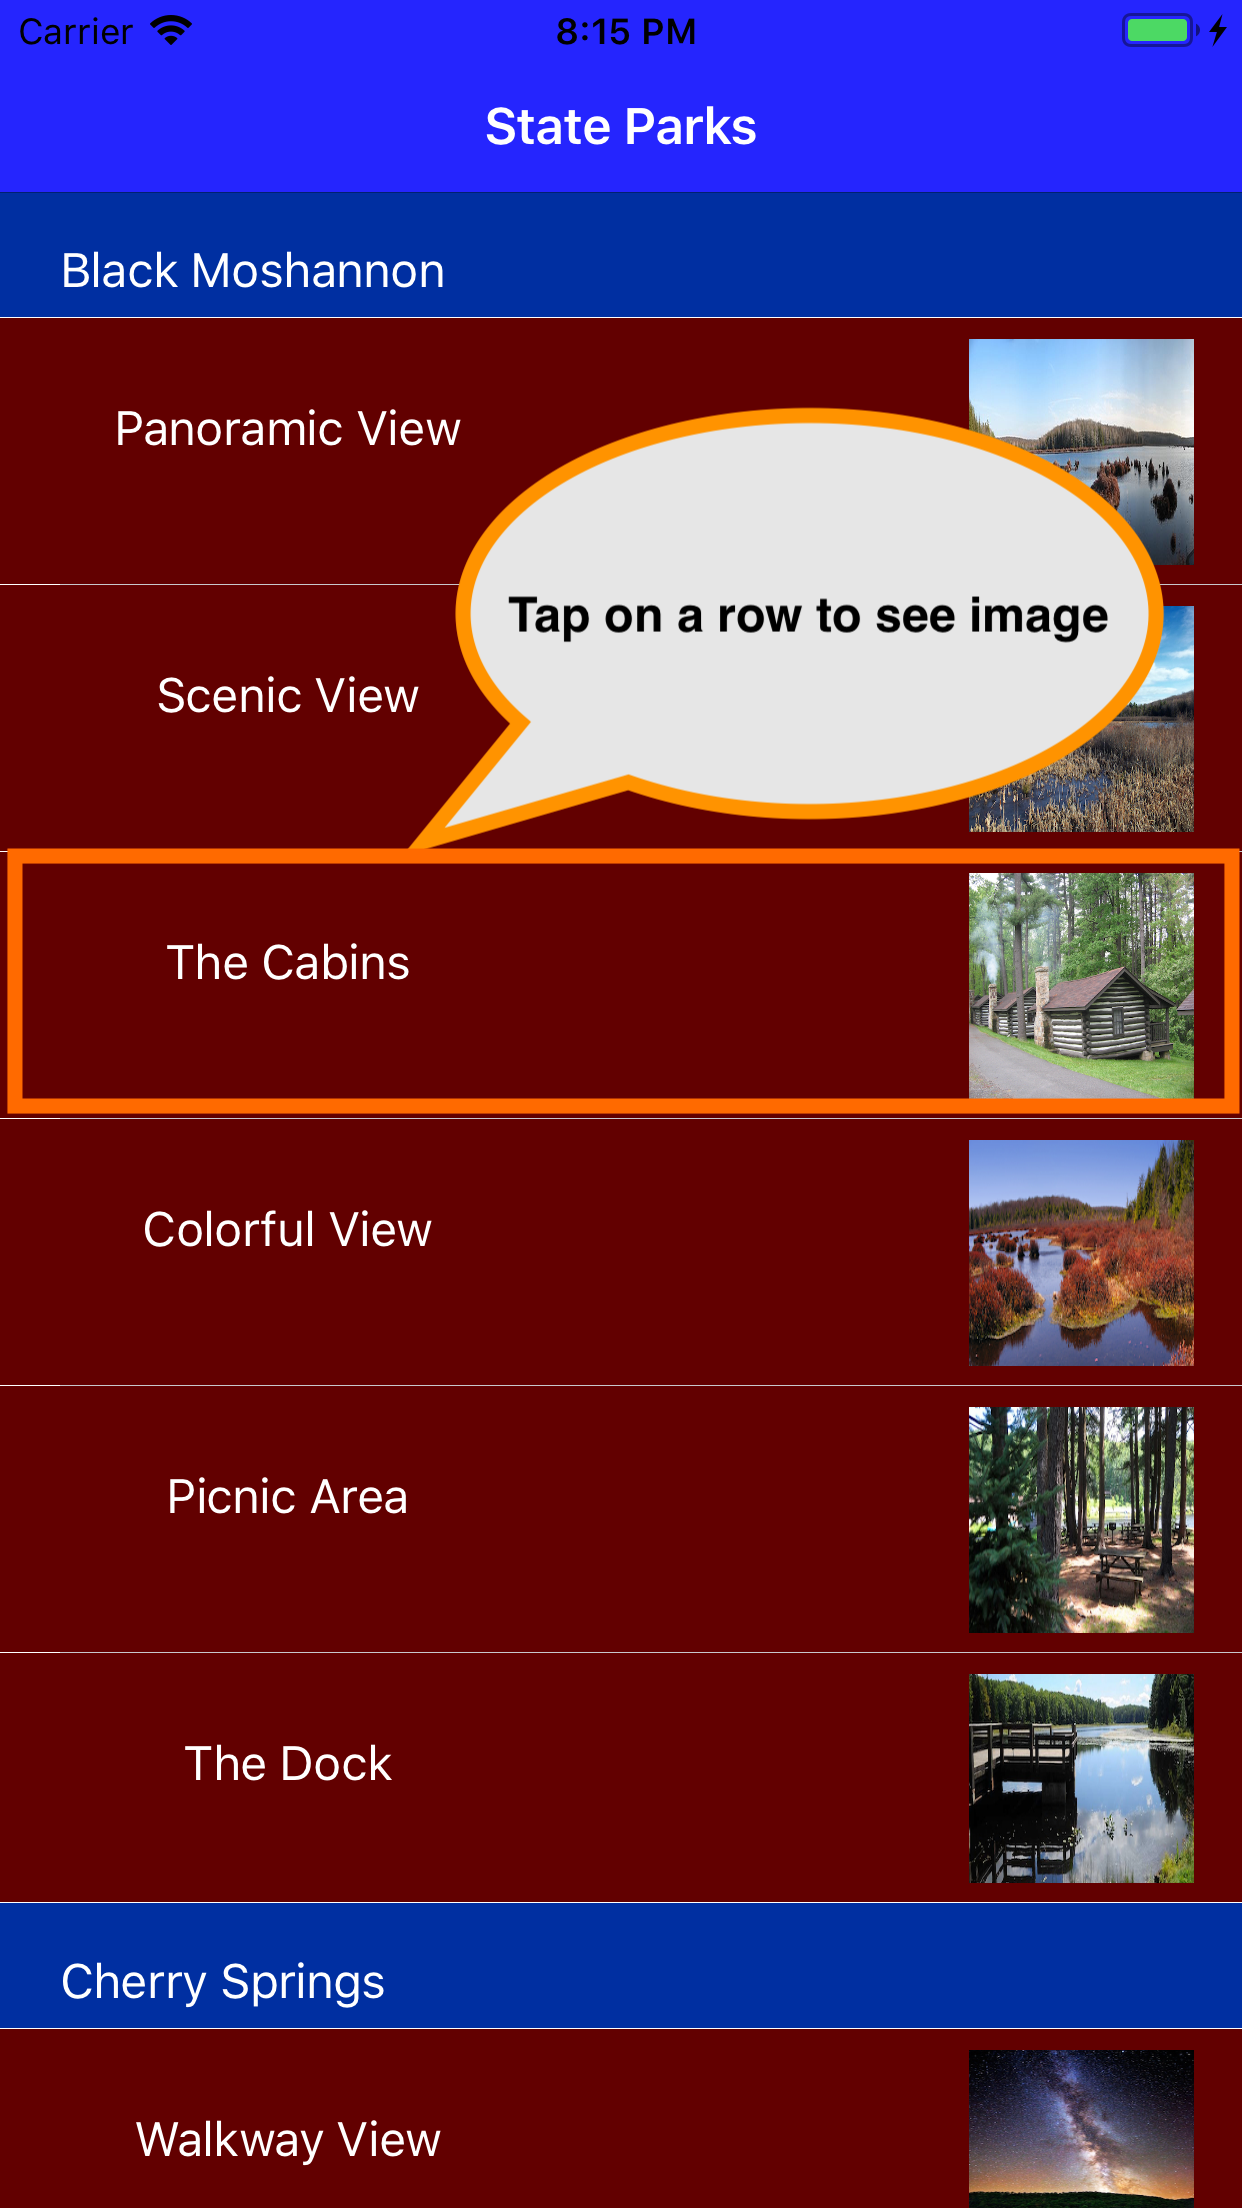 Carrier 8:15 PM
State Parks
Black Moshannon
Panoramic View
Tap on a row to see image
Scenic View
The Cabins
Colorful View
Picnic Area
The Dock
Cherry Springs
Walkway View